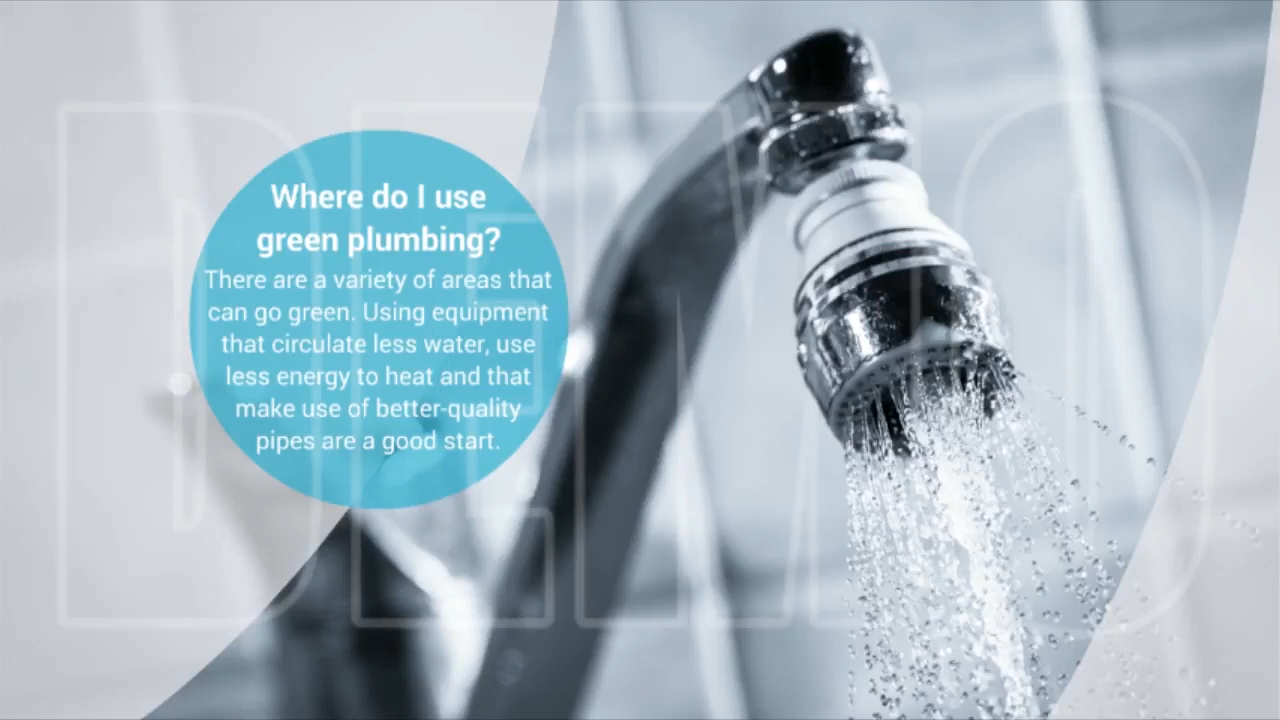 DEMO
Where do I use
green plumbing?
There are a variety of areas that
can go green. Using equipment
that circulate less water, use
less energy to heat and that
make use of better-quality
pipes are a good start.